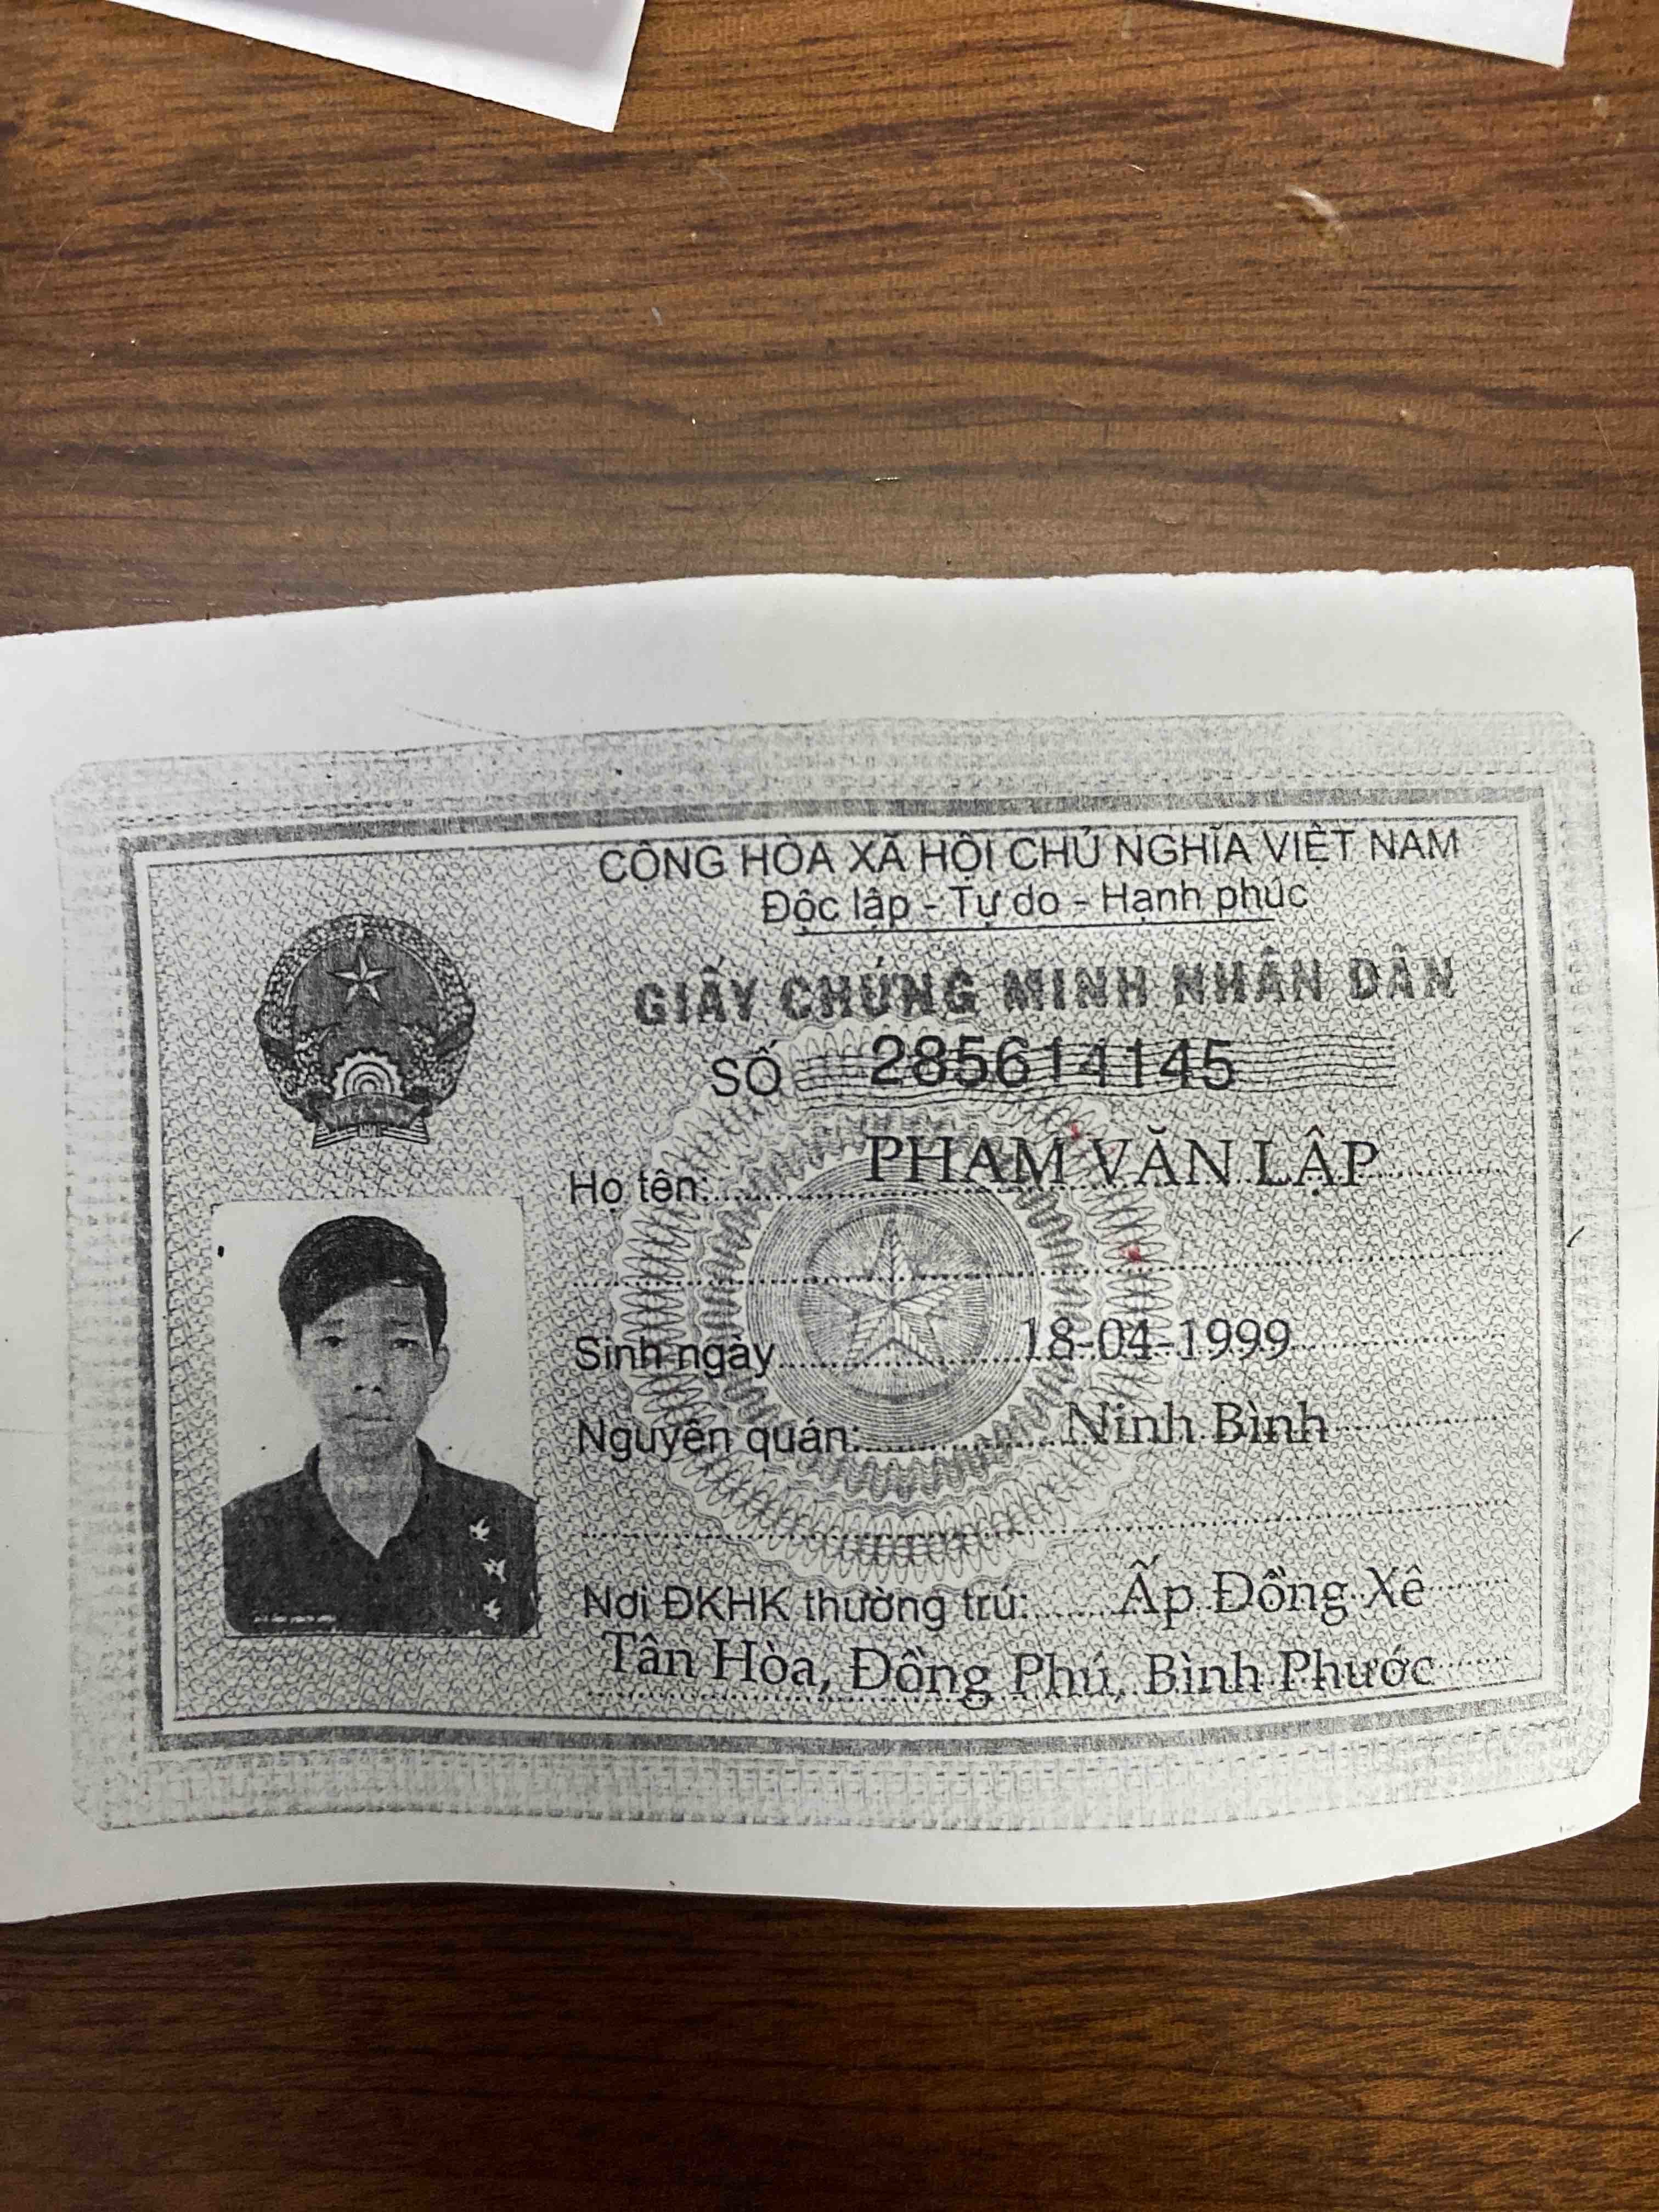 CỘNG HÒA XÃ HỘI CHỦ NGHĨA VIỆT NAM
Độc lập - Tự do - Hạnh phúc
GIẤY CHỨNG MINH NHÂN DÂN
SỐ 285614145
Họ tên: PHẠM VĂN LẬP
Sinh ngày 18-04-1999
Nguyên quán: Ninh Bình
Nơi ĐKHK thường trú: Ấp Đồng Xê
Tân Hòa, Đồng Phú, Bình Phước